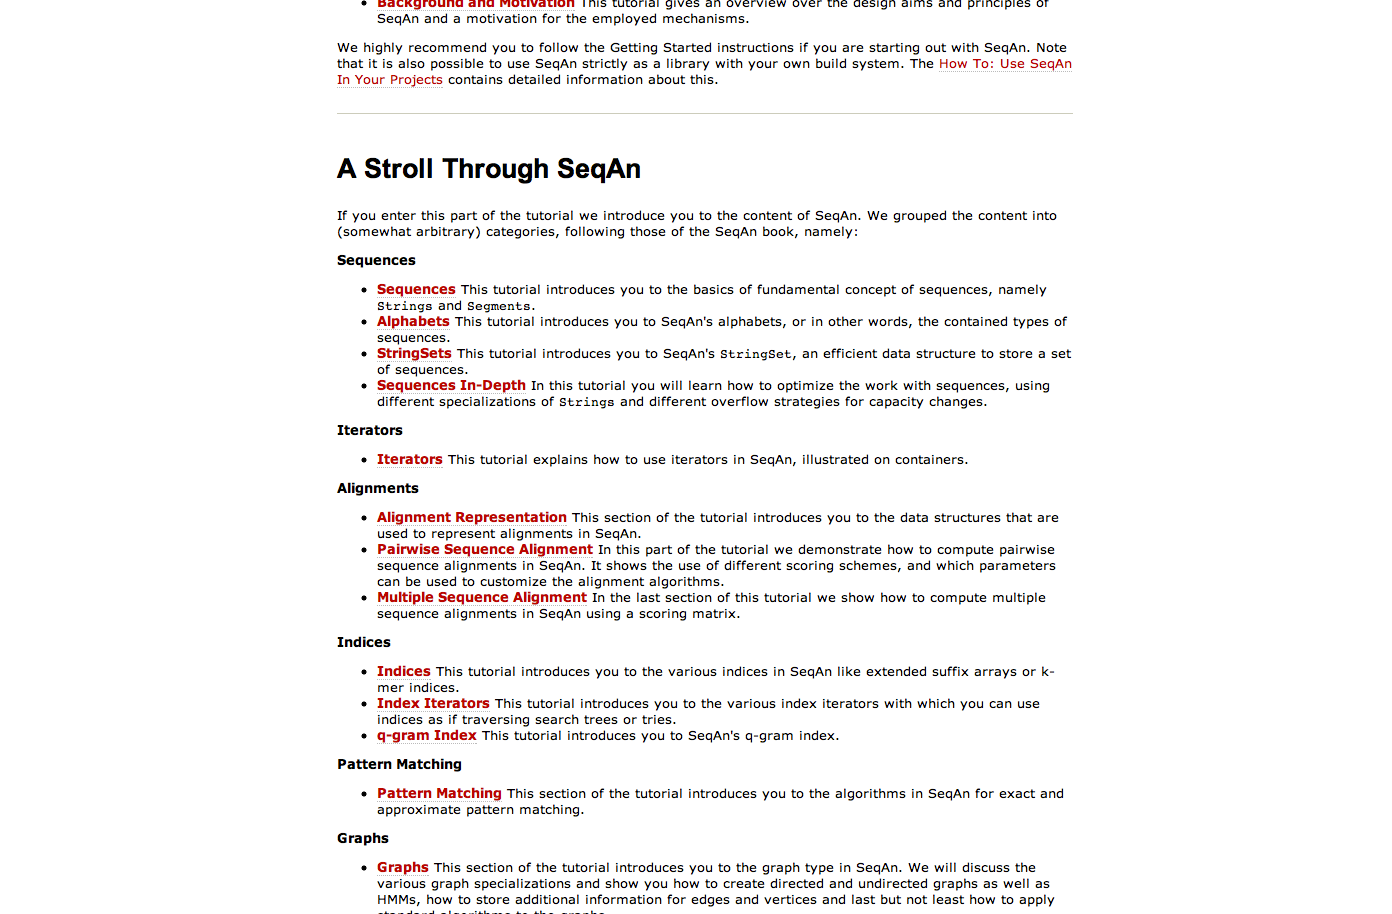 Background and Motivation This tutorial gives an overview over the design aims and principles of
SeqAn and a motivation for the employed mechanisms.
We highly recommend you to follow the Getting Started instructions if you are starting out with SeqAn. Note
that it is also possible to use SeqAn strictly as a library with your own build system. The How To: Use SeqAn
In Your Projects contains detailed information about this.
A Stroll Through SeqAn
If you enter this part of the tutorial we introduce you to the content of SeqAn. We grouped the content into
(somewhat arbitrary) categories, following those of the SeqAn book, namely:
Sequences
• Sequences This tutorial introduces you to the basics of fundamental concept of sequences, namely
Strings and Segments.
• Alphabets This tutorial introduces you to SeqAn's alphabets, or in other words, the contained types of
sequences.
• StringSets This tutorial introduces you to SeqAn's StringSet, an efficient data structure to store a set
of sequences.
• Sequences In-Depth In this tutorial you will learn how to optimize the work with sequences, using
different specializations of Strings and different overflow strategies for capacity changes.
Iterators
• Iterators This tutorial explains how to use iterators in SeqAn, illustrated on containers.
Alignments
• Alignment Representation This section of the tutorial introduces you to the data structures that are
used to represent alignments in SeqAn.
• Pairwise Sequence Alignment In this part of the tutorial we demonstrate how to compute pairwise
sequence alignments in SeqAn. It shows the use of different scoring schemes, and which parameters
can be used to customize the alignment algorithms.
• Multiple Sequence Alignment In the last section of this tutorial we show how to compute multiple
sequence alignments in SeqAn using a scoring matrix.
Indices
• Indices This tutorial introduces you to the various indices in SeqAn like extended suffix arrays or k-
mer indices.
• Index Iterators This tutorial introduces you to the various index iterators with which you can use
indices as if traversing search trees or tries.
• q-gram Index This tutorial introduces you to SeqAn's q-gram index.
Pattern Matching
• Pattern Matching This section of the tutorial introduces you to the algorithms in SeqAn for exact and
approximate pattern matching.
Graphs
• Graphs This section of the tutorial introduces you to the graph type in SeqAn. We will discuss the
various graph specializations and show you how to create directed and undirected graphs as well as
HMMs, how to store additional information for edges and vertices and last but not least how to apply
standard algorithms to the graphs.